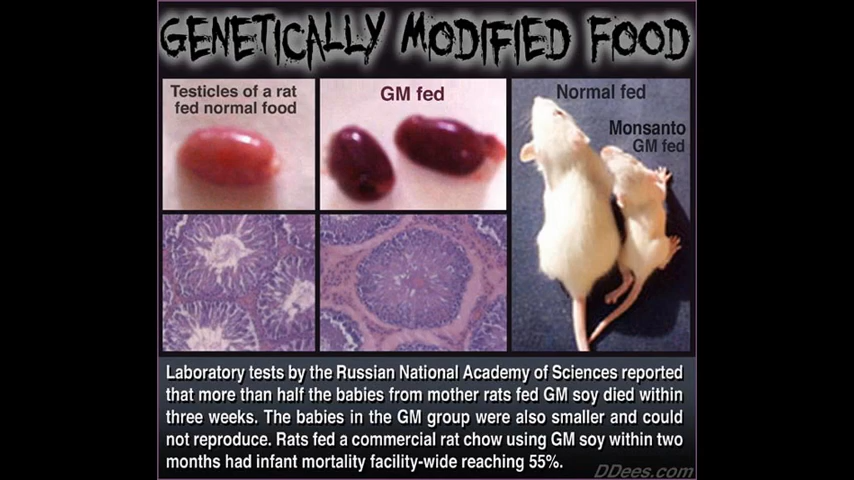 GENETICALLY MODIFIED FOOD
Testicles of a rat
fed normal food
GM fed
Normal fed
Monsanto
GM fed
Laboratory tests by the Russian National Academy of Sciences reported
that more than half the babies from mother rats fed GM soy died within
three weeks. The babies in the GM group were also smaller and could
not reproduce. Rats fed a commercial rat chow using GM soy within two
months had infant mortality facility-wide reaching 55%.
DDees.com